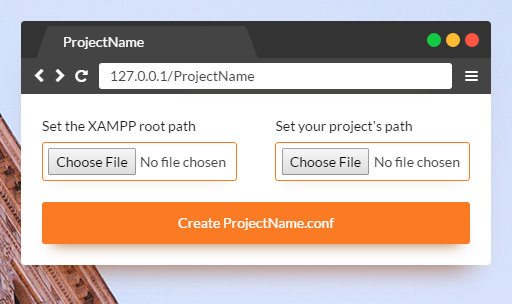 ProjectName
127.0.0.1/ProjectName
Set the XAMPP root path
Set your project's path
Choose File No file chosen
Choose File No file chosen
Create ProjectName.conf